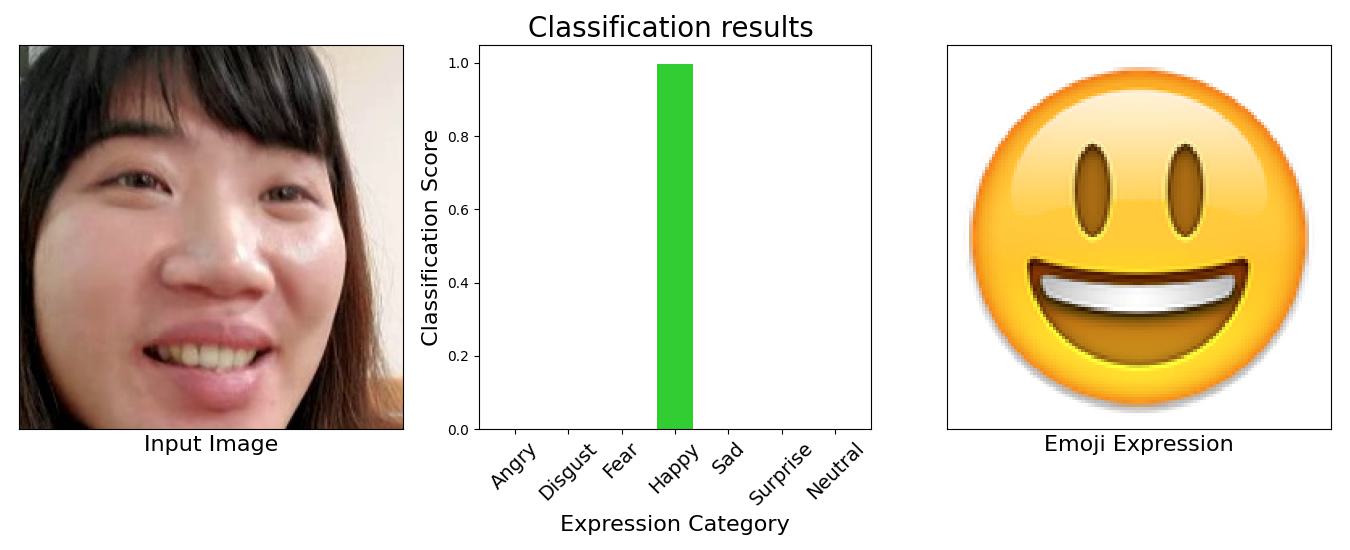 Classification results
Classification Score
1.0
0.8
0.6
0.4
0.2
0.0
Angry
Disgust
Fear
Happy
Sad
Surprise
Neutral
Expression Category
Input Image
Emoji Expression